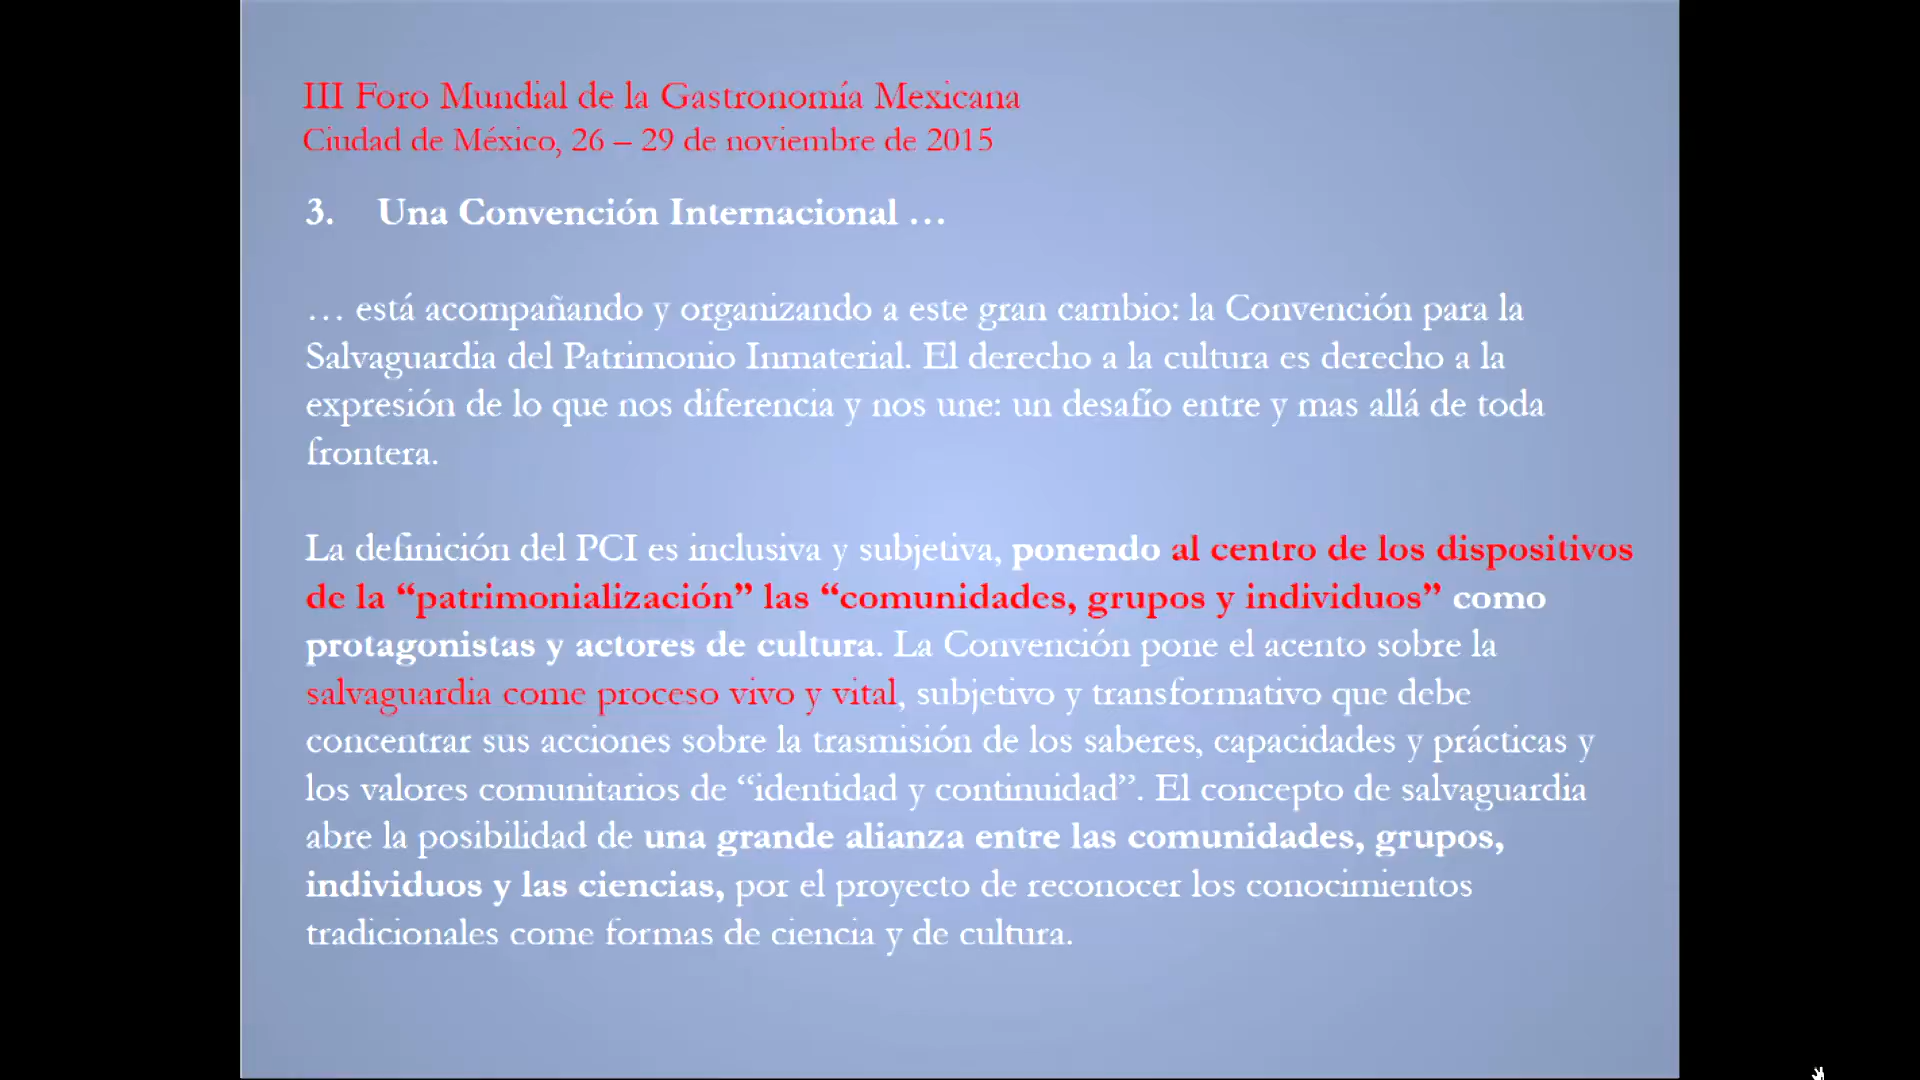 III Foro Mundial de la Gastronomía Mexicana
Ciudad de México, 26 – 29 de noviembre de 2015
3. Una Convención Internacional …
… está acompañando y organizando a este gran cambio: la Convención para la
Salvaguardia del Patrimonio Inmaterial. El derecho a la cultura es derecho a la
expresión de lo que nos diferencia y nos une: un desafío entre y mas allá de toda
frontera.
La definición del PCI es inclusiva y subjetiva, ponendo al centro de los dispositivos
de la “patrimonialización” las “comunidades, grupos y individuos” como
protagonistas y actores de cultura. La Convención pone el acento sobre la
salvaguardia come proceso vivo y vital, subjetivo y transformativo que debe
concentrar sus acciones sobre la trasmisión de los saberes, capacidades y prácticas y
los valores comunitarios de “identidad y continuidad”. El concepto de salvaguardia
abre la posibilidad de una grande alianza entre las comunidades, grupos,
individuos y las ciencias, por el proyecto de reconocer los conocimientos
tradicionales come formas de ciencia y de cultura.